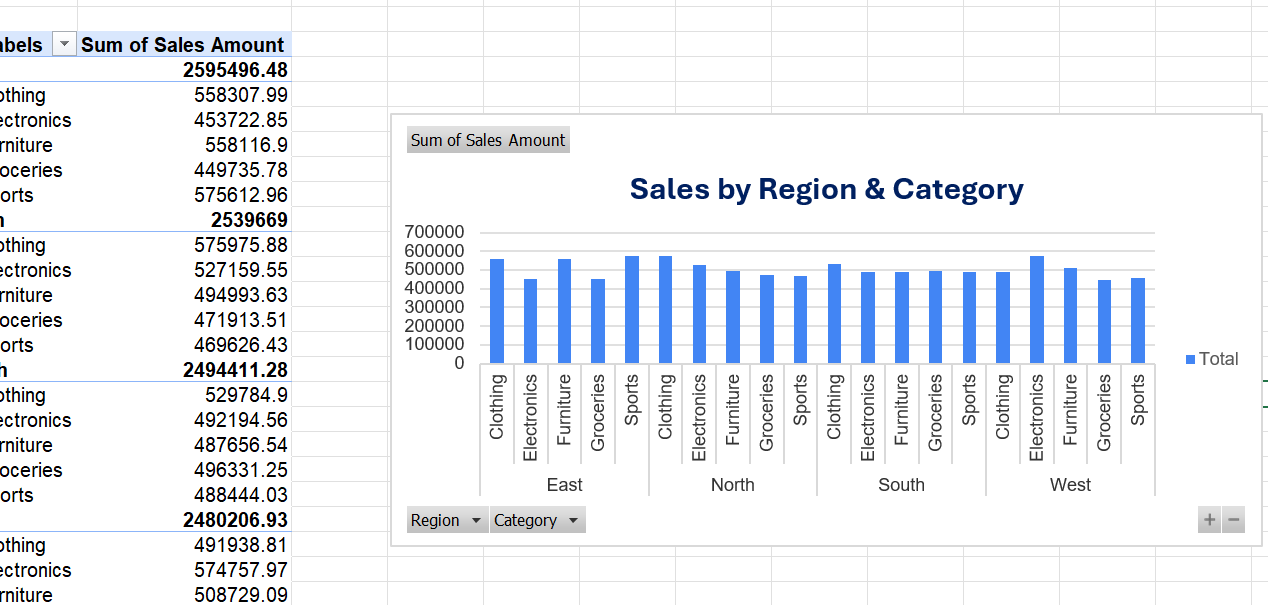 abels Sum of Sales Amount
2595496.48
othing 558307.99
ectronics 453722.85
rniture 558116.9
oceries 449735.78
orts 575612.96
h 2539669
othing 575975.88
ectronics 527159.55
rniture 494993.63
oceries 471913.51
orts 469626.43
h 2494411.28
othing 529784.9
ectronics 492194.56
rniture 487656.54
oceries 496331.25
orts 488444.03
2480206.93
othing 491938.81
ectronics 574757.97
rniture 508729.09
Sum of Sales Amount
Sales by Region & Category
700000
600000
500000
400000
300000
200000
100000
0
Clothing Electronics Furniture Groceries Sports Clothing Electronics Furniture Groceries Sports Clothing Electronics Furniture Groceries Sports Clothing Electronics Furniture Groceries Sports
East North South West
Total
Region Category + −